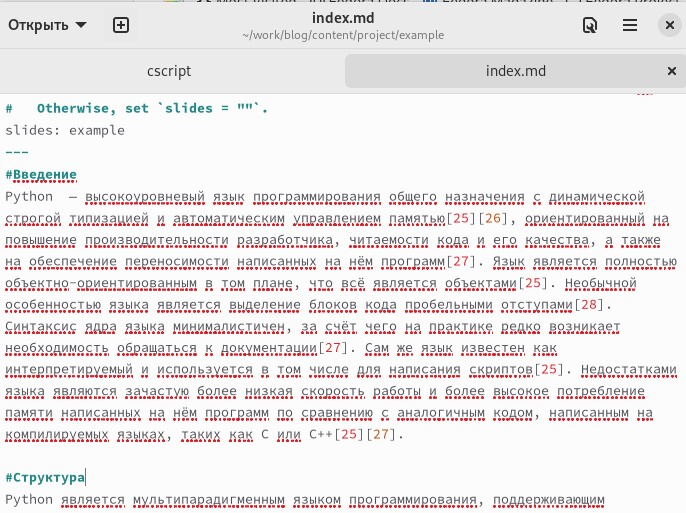 Открыть
index.md
~/work/blog/content/project/example
cscript
index.md
#   Otherwise, set `slides = ""`.
slides: example
---
#Введение
Python  — высокоуровневый язык программирования общего назначения с динамической
строгой типизацией и автоматическим управлением памятью[25][26], ориентированный на
повышение производительности разработчика, читаемости кода и его качества, а также
на обеспечение переносимости написанных на нём программ[27]. Язык является полностью
объектно-ориентированным в том плане, что всё является объектами[25]. Необычной
особенностью языка является выделение блоков кода пробельными отступами[28].
Синтаксис ядра языка минималистичен, за счёт чего на практике редко возникает
необходимость обращаться к документации[27]. Сам же язык известен как
интерпретируемый и используется в том числе для написания скриптов[25]. Недостатками
языка являются зачастую более низкая скорость работы и более высокое потребление
памяти написанных на нём программ по сравнению с аналогичным кодом, написанным на
компилируемых языках, таких как C или C++[25][27].
#Структура
Python является мультипарадигменным языком программирования, поддерживающим